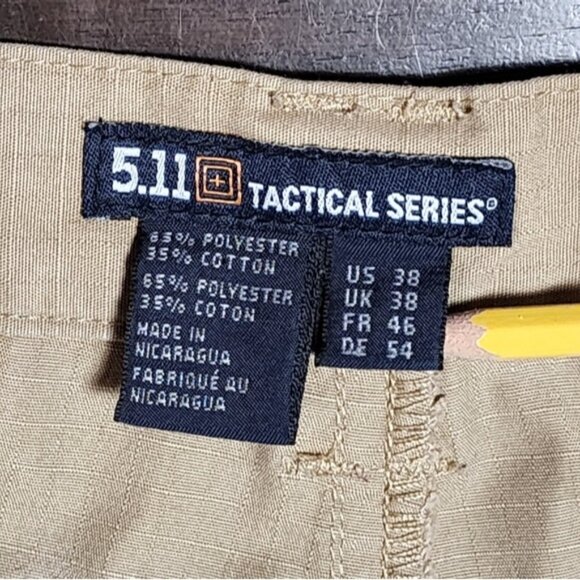 5.11 TACTICAL SERIES®
65% POLYESTER
35% COTTON
65% POLYESTER
35% COTON
MADE IN
NICARAGUA
FABRIQUÉ AU
NICARAGUA
US 38
UK 38
FR 46
DE 54